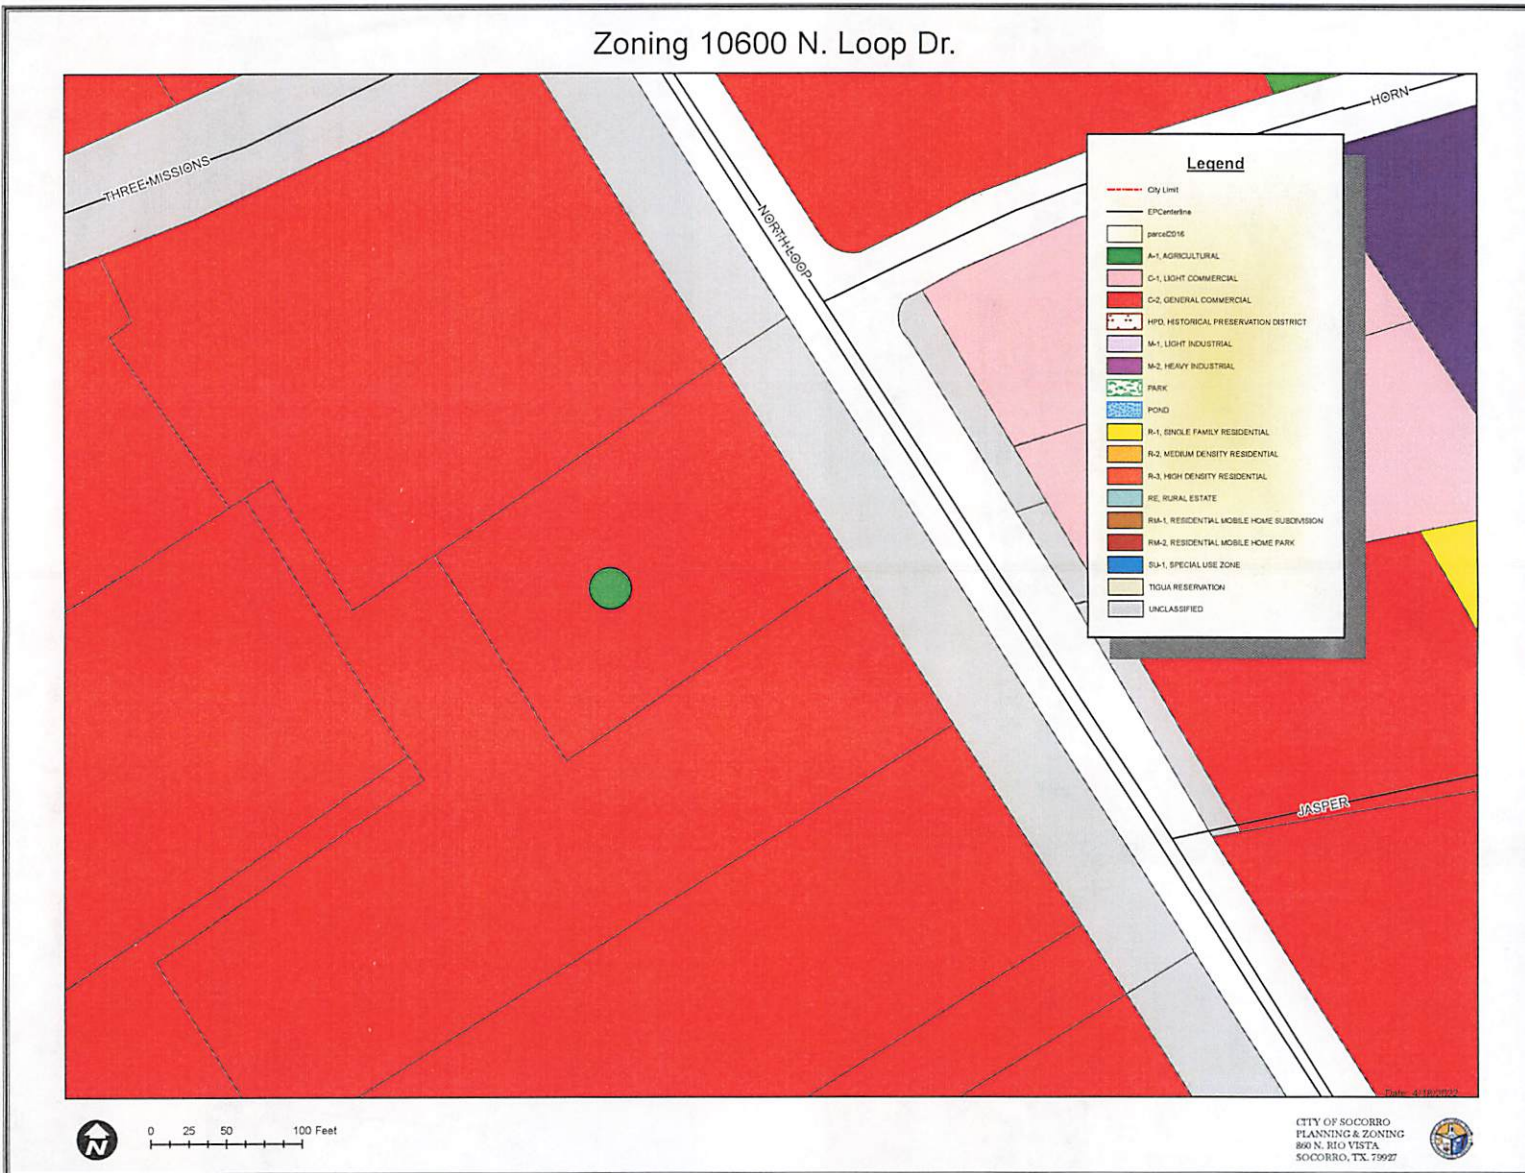 Zoning 10600 N. Loop Dr.
THREE MISSIONS
NORTH LOOP
HORN
Legend
City Limit
EPCenterline
parcel2016
A-1, AGRICULTURAL
C-1, LIGHT COMMERCIAL
C-2, GENERAL COMMERCIAL
HPD, HISTORICAL PRESERVATION DISTRICT
M-1, LIGHT INDUSTRIAL
M-2, HEAVY INDUSTRIAL
PARK
POND
R-1, SINGLE FAMILY RESIDENTIAL
R-2, MEDIUM DENSITY RESIDENTIAL
R-3, HIGH DENSITY RESIDENTIAL
RE, RURAL ESTATE
RM-1, RESIDENTIAL MOBILE HOME SUBDIVISION
RM-2, RESIDENTIAL MOBILE HOME PARK
SU-1, SPECIAL USE ZONE
TIGUA RESERVATION
UNCLASSIFIED
JASPER
Date: 4/18/2022
N
0 25 50 100 Feet
CITY OF SOCORRO
PLANNING & ZONING
860 N. RIO VISTA
SOCORRO, TX. 79927